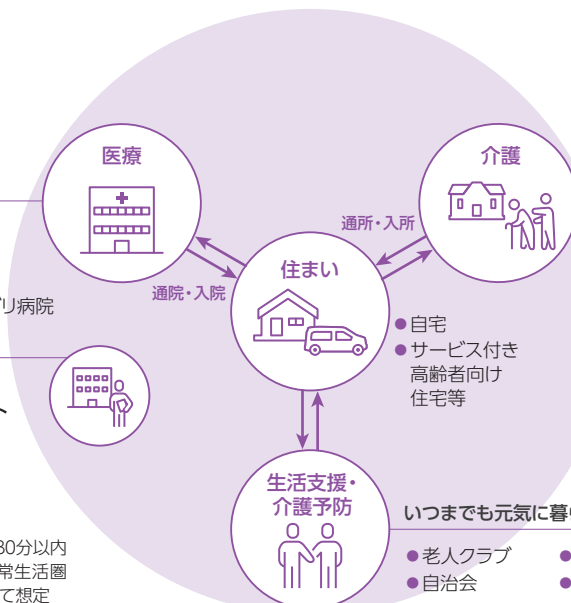 医療
介護
通所・入所
住まい
通院・入院
リ病院
●自宅
●サービス付き
高齢者向け
住宅等
ト
生活支援・
介護予防
いつまでも元気に暮
●老人クラブ
●
●自治会
●
30分以内
常生活圏
て想定